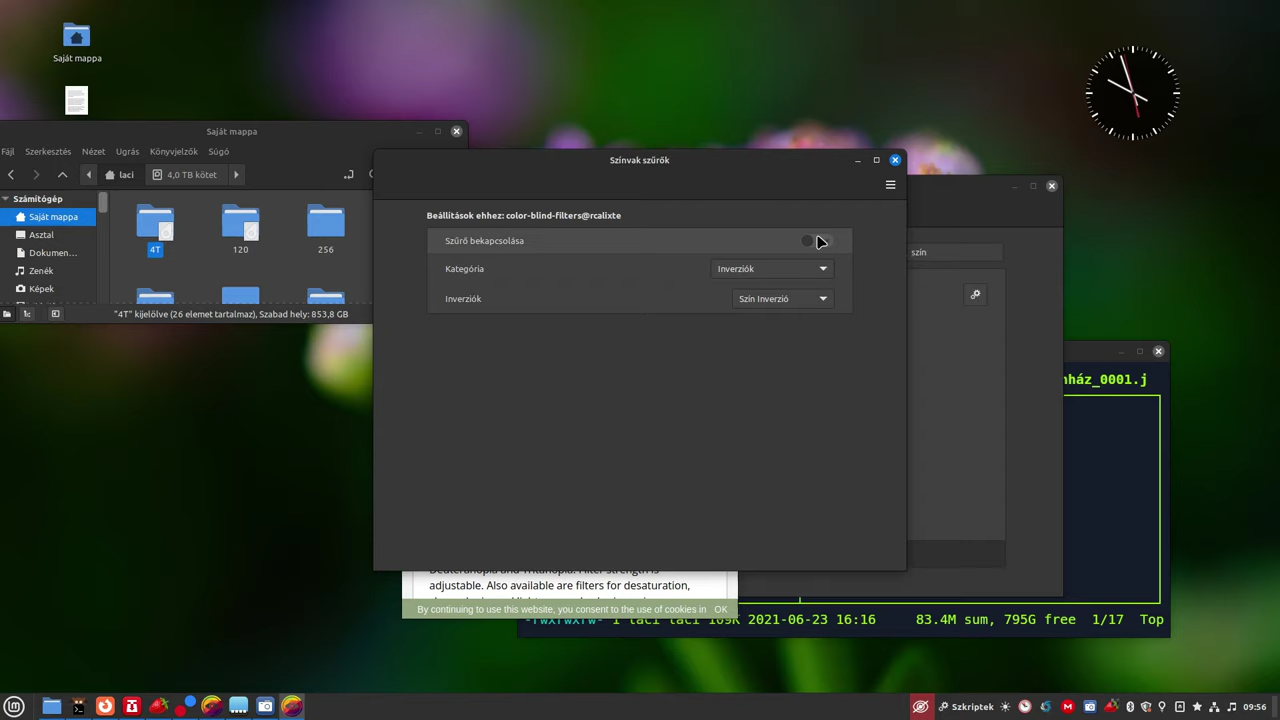 Saját mappa
Saját mappa
Fájl Szerkesztés Nézet Ugrás Könyvjelzők Súgó
laci 4,0 TB kötet
Számítógép
Saját mappa
Asztal
Dokumen...
Zenék
Képek
4T 120 256
"4T" kijelölve (26 elemet tartalmaz), Szabad hely: 853,8 GB
Színvak szűrők
Beállítások ehhez: color-blind-filters@rcalixte
Szűrő bekapcsolása
Kategória Inverziók
Inverziók Szín Inverzió
szín
nház_0001.j
adjustable. Also available are filters for desaturation,
By continuing to use this website, you consent to the use of cookies in OK
-rwxrwxrw- 1 laci laci 109K 2021-06-23 16:16 83.4M sum, 795G free 1/17 Top
Szkriptek 09:56